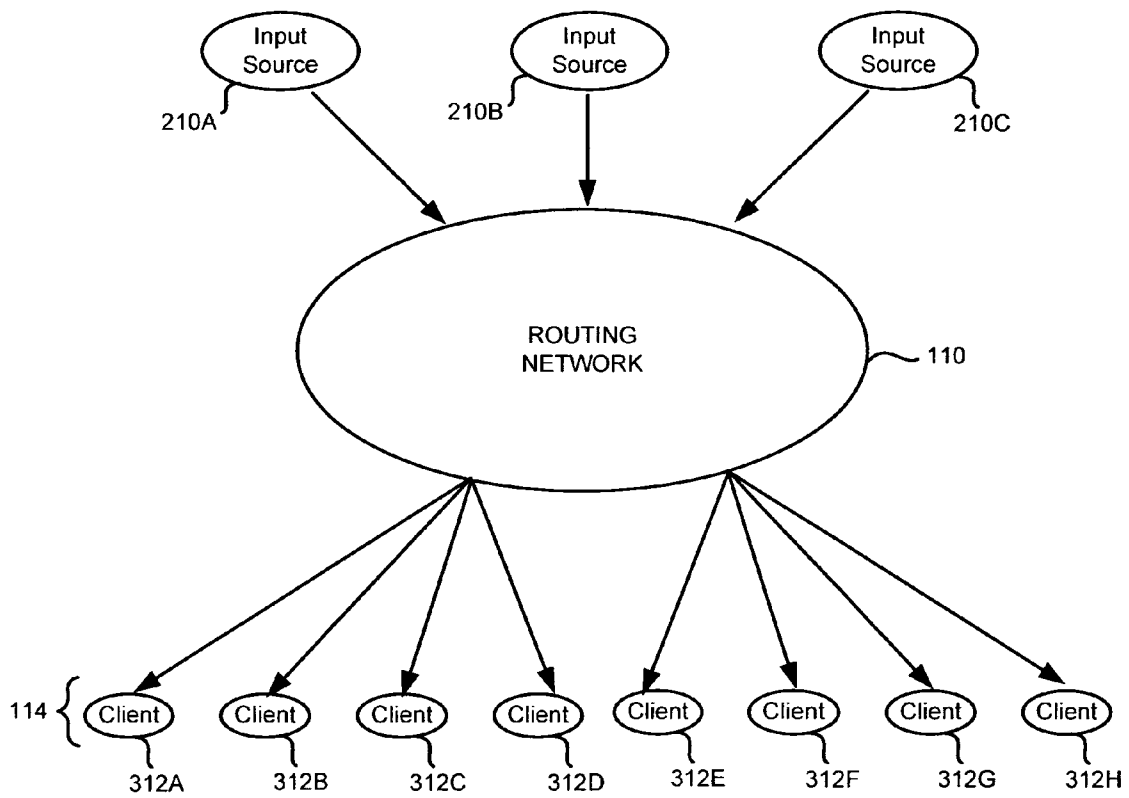 Input
Source
Input
Source
Input
Source
210A
210B
210C
ROUTING
NETWORK
110
114
Client
Client
Client
Client
Client
Client
Client
Client
312A
312B
312C
312D
312E
312F
312G
312H